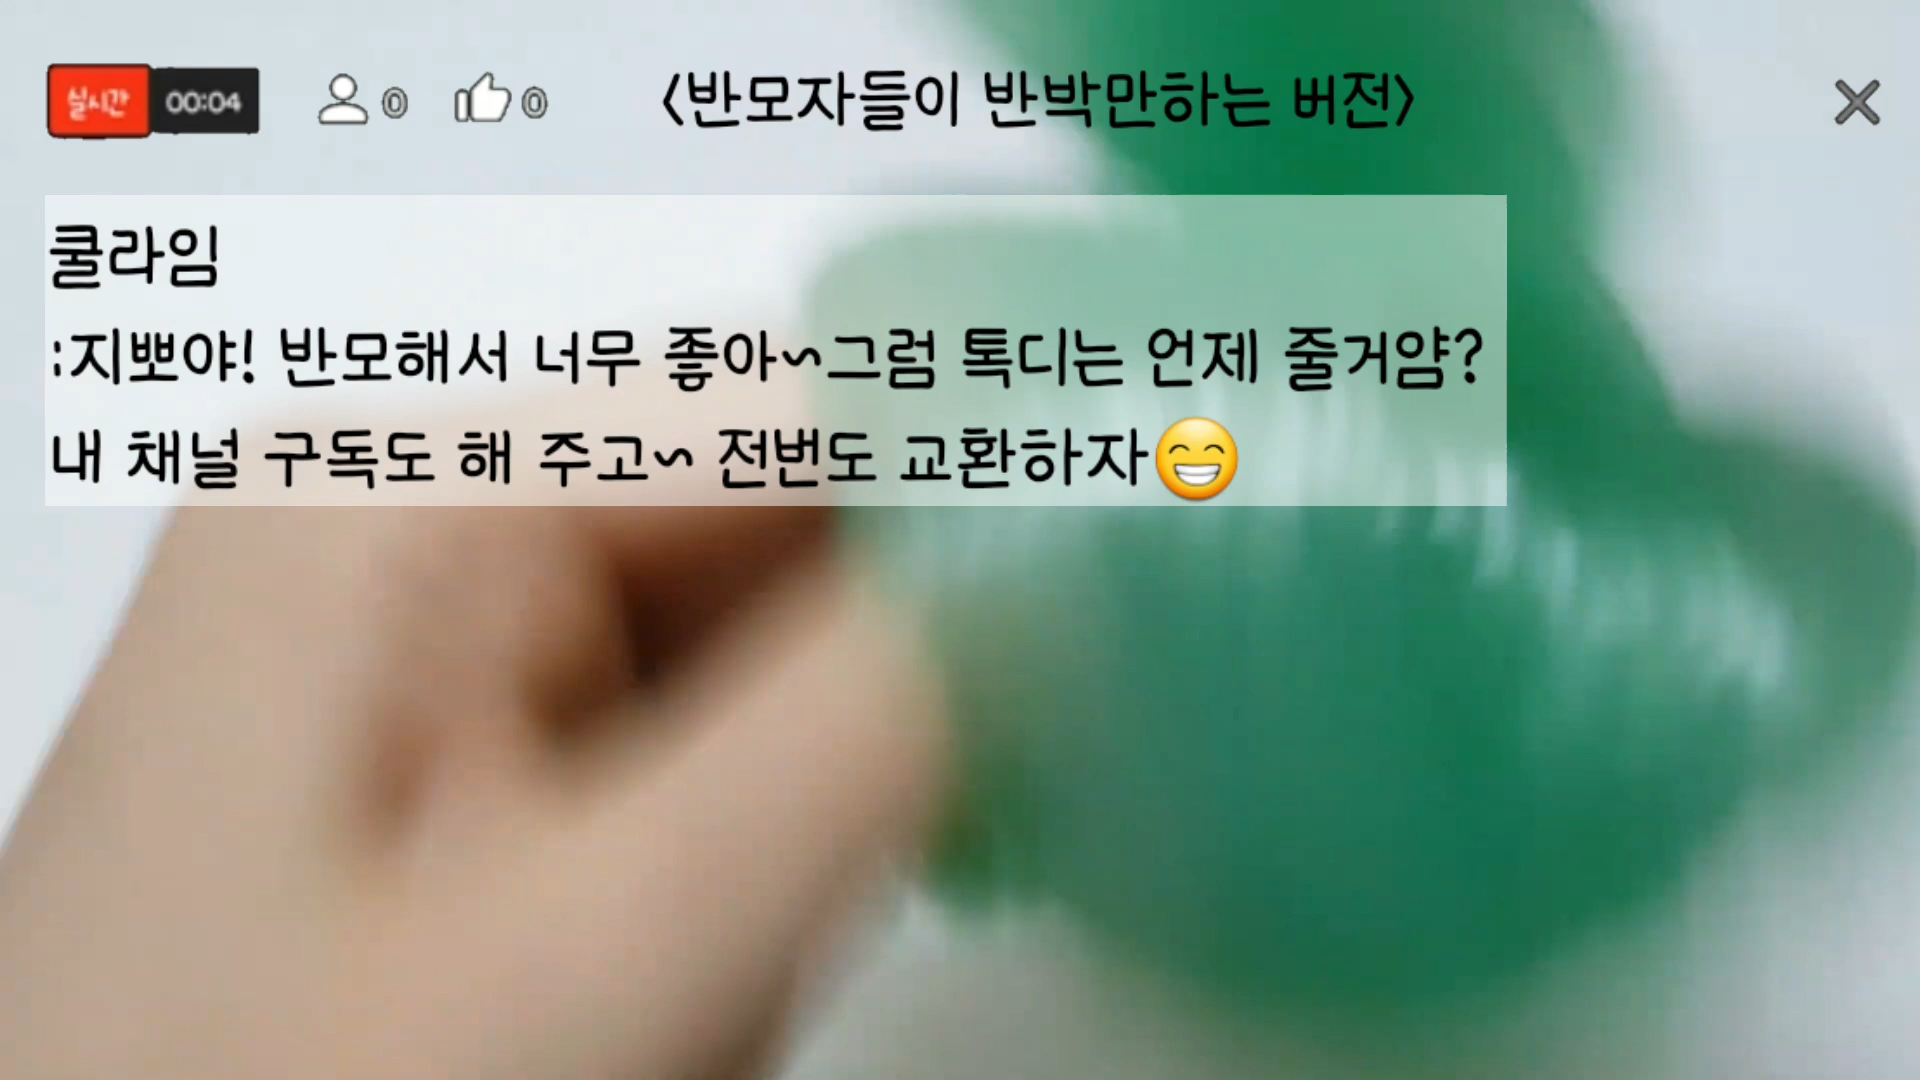 실시간 00:04 0 0 <반모자들이 반박만하는 버전>
쿨라임
:지뽀야! 반모해서 너무 좋아~그럼 톡디는 언제 줄거얌?
내 채널 구독도 해 주고~ 전번도 교환하자😁